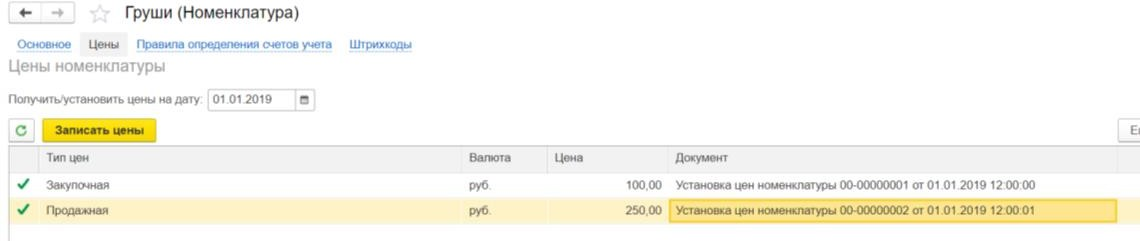 Груши (Номенклатура)
Основное Цены Правила определения счетов учета Штрихкоды
Цены номенклатуры
Получить/установить цены на дату: 01.01.2019
Записать цены
Тип цен Валюта Цена Документ
Закупочная руб. 100,00 Установка цен номенклатуры 00-00000001 от 01.01.2019 12:00:00
Продажная руб. 250,00 Установка цен номенклатуры 00-00000002 от 01.01.2019 12:00:01